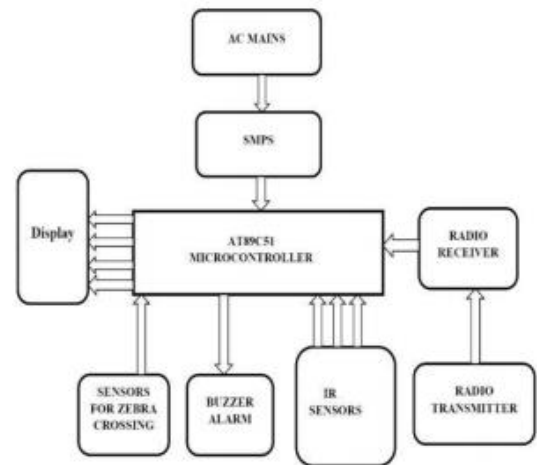 AC MAINS
SMPS
Display
AT89C51
MICROCONTROLLER
RADIO
RECEIVER
SENSORS
FOR ZEBRA
CROSSING
BUZZER
ALARM
IR
SENSORS
RADIO
TRANSMITTER